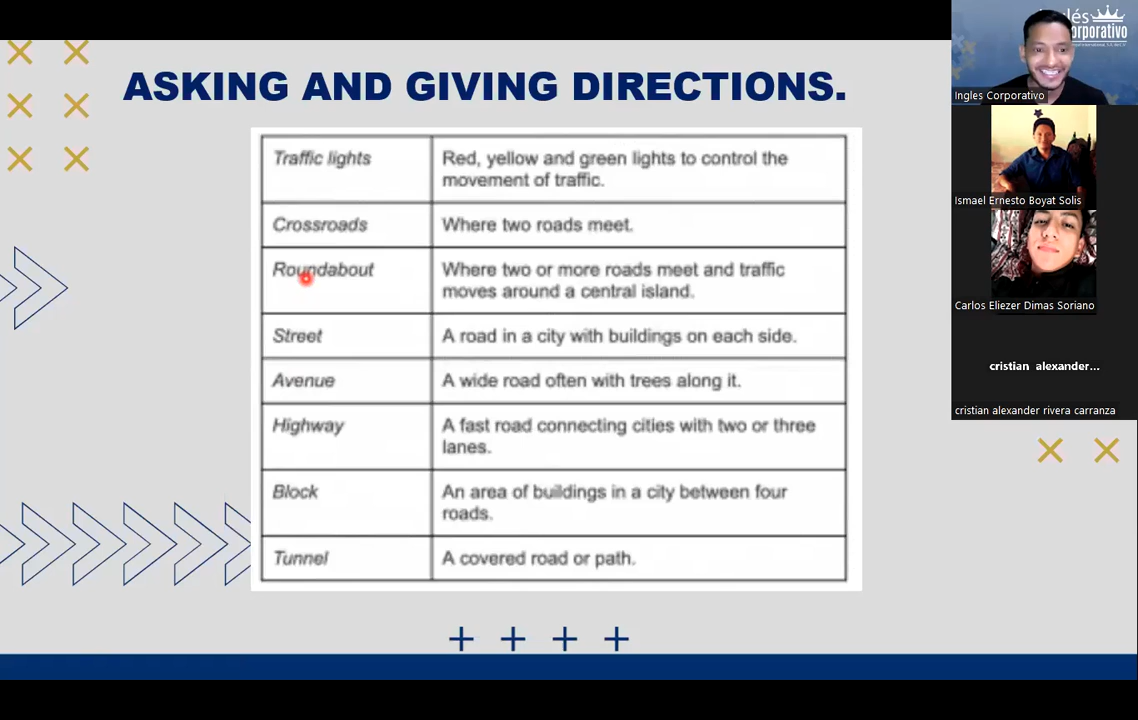 ASKING AND GIVING DIRECTIONS.
Traffic lights
Red, yellow and green lights to control the
movement of traffic.
Crossroads
Where two roads meet.
Roundabout
Where two or more roads meet and traffic
moves around a central island.
Street
A road in a city with buildings on each side.
Avenue
A wide road often with trees along it.
Highway
A fast road connecting cities with two or three
lanes.
Block
An area of buildings in a city between four
roads.
Tunnel
A covered road or path.
Ingles Corporativo
Ismael Ernesto Boyat Solis
Carlos Eliezer Dimas Soriano
cristian alexander...
cristian alexander rivera carranza